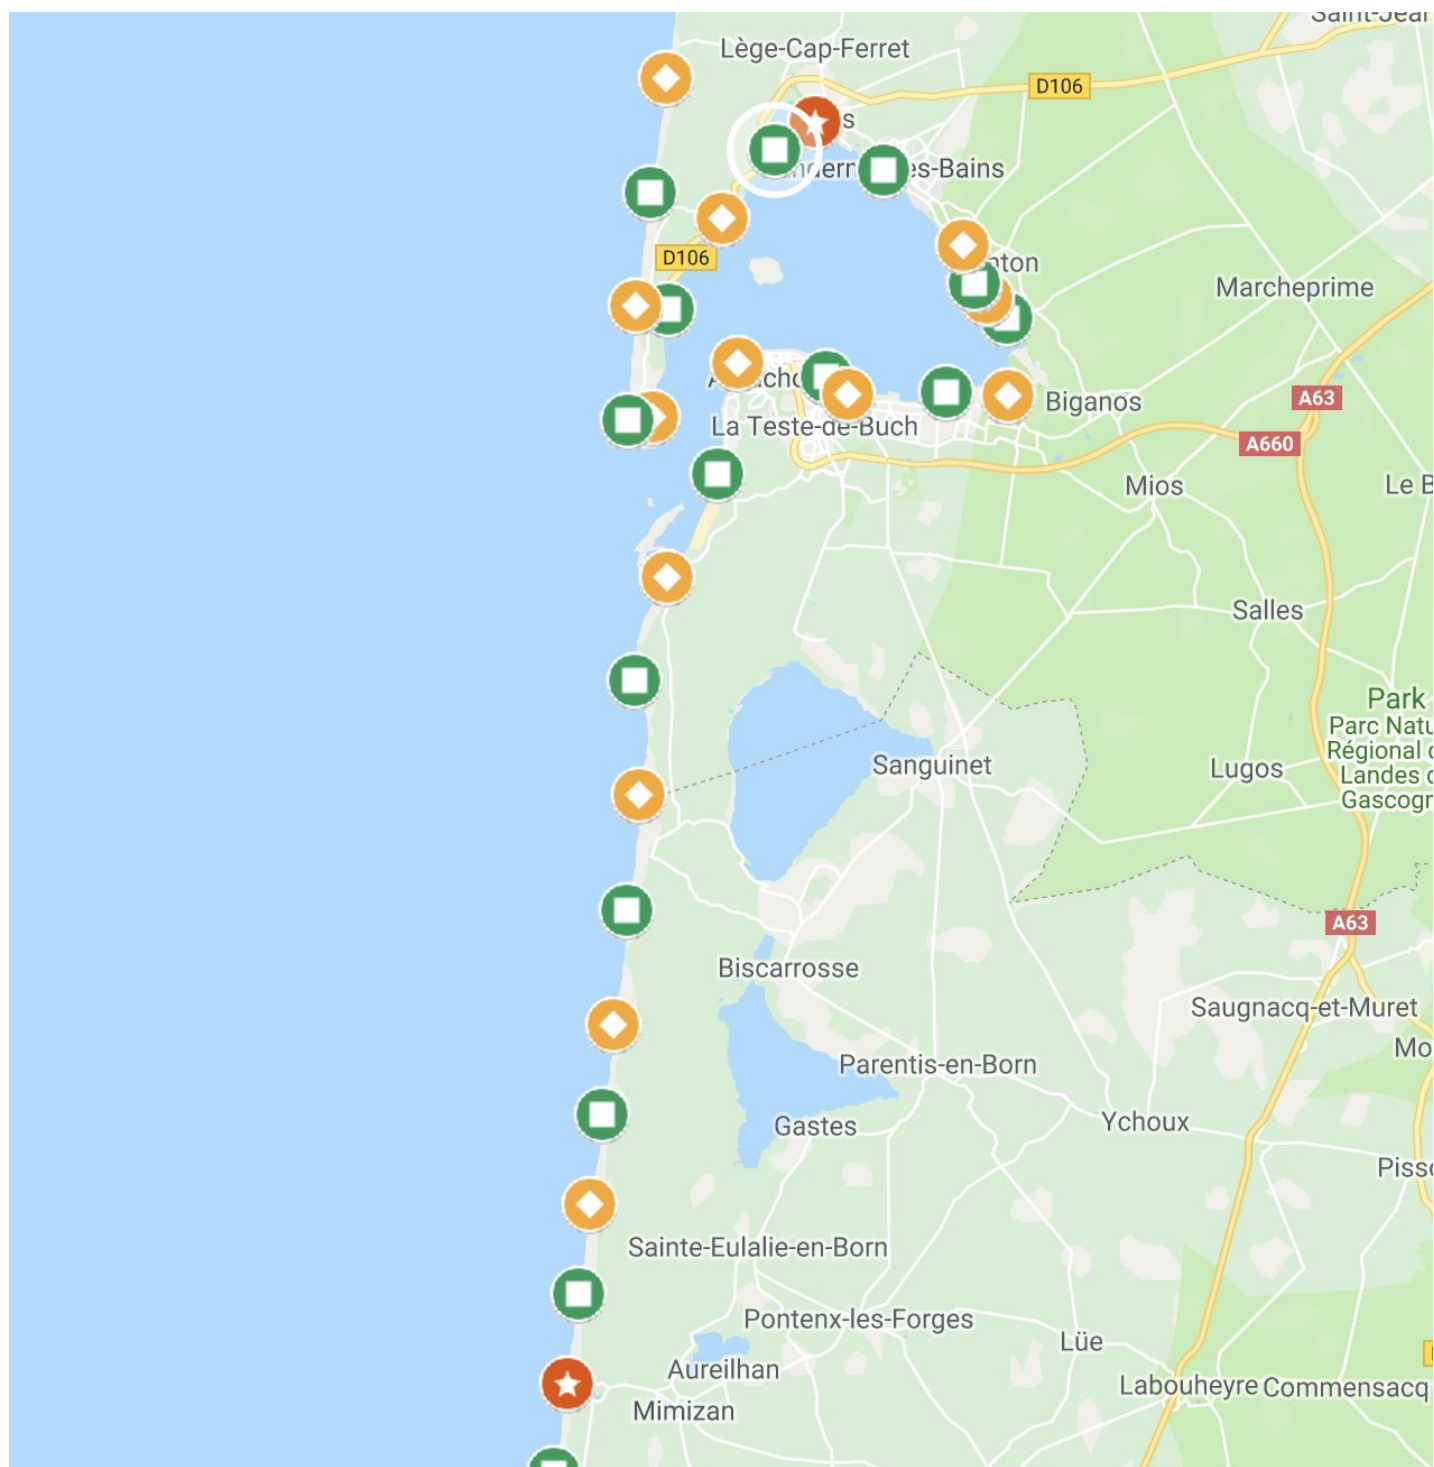 Lège-Cap-Ferret
D106
es-Bains
D106
Marcheprime
Biganos
A63
La Teste-de-Buch
A660
Mios
Salles
Park
Sanguinet
Régional
Lugos
Landes
A63
Biscarrosse
Saugnacq-et-Muret
Parentis-en-Born
Gastes
Ychoux
Sainte-Eulalie-en-Born
Pontenx-les-Forges
Lüe
Aureilhan
Labouheyre
Commensacq
Mimizan